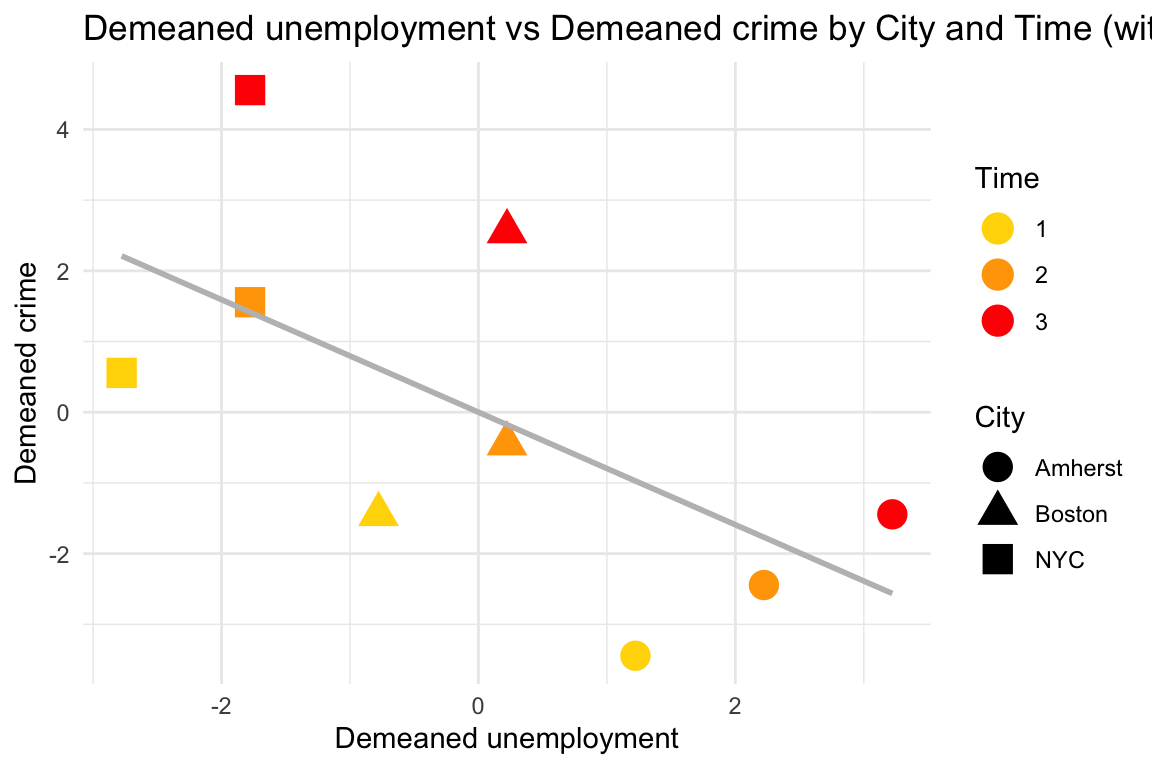 Demeaned unemployment vs Demeaned crime by City and Time (wit
4
2
0
-2
Demeaned crime
-2
0
2
Demeaned unemployment
Time
1
2
3
City
Amherst
Boston
NYC